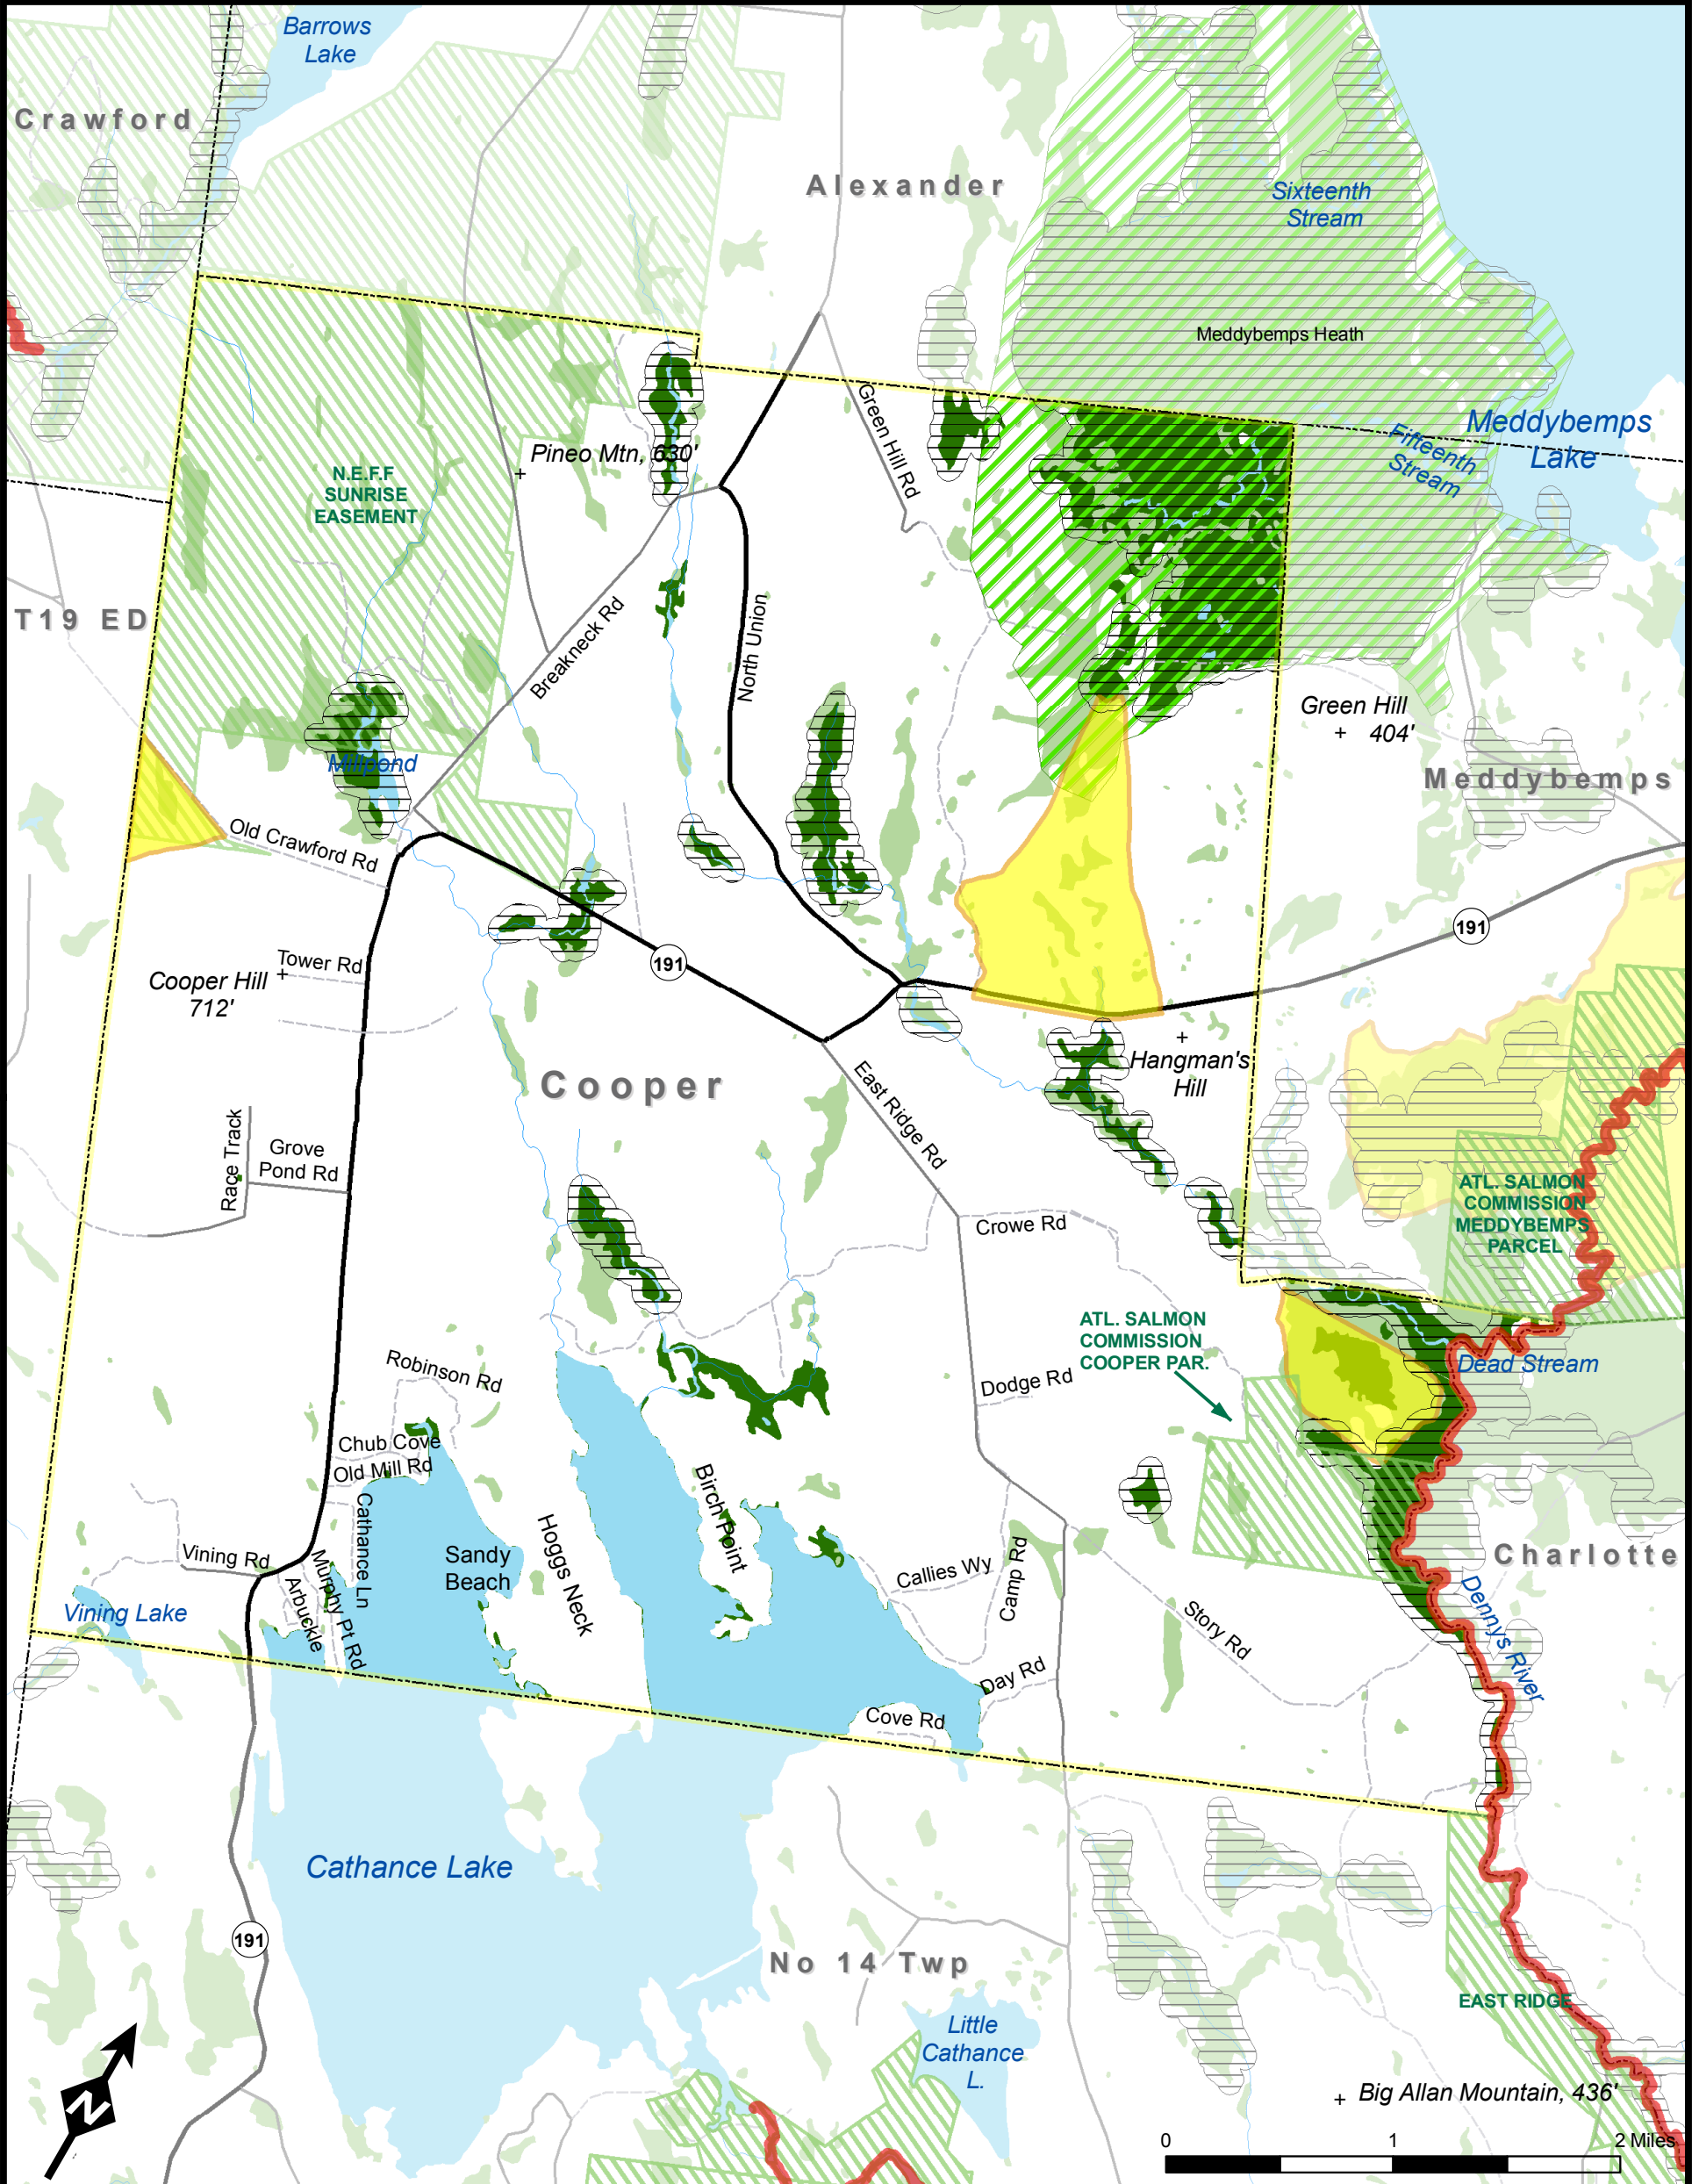 Barrows
Lake
Crawford
Alexander
Sixteenth
Stream
Meddybemps Heath
Green Hill Rd
Meddybemps
Lake
Fifteenth
Stream
Pineo Mtn, 630'
N.E.F.F
SUNRISE
EASEMENT
T19 ED
Breakneck Rd
North Union
Green Hill
404'
Millpond
Meddybemps
Old Crawford Rd
191
191
Tower Rd
Cooper Hill
712'
Hangman's
Hill
Cooper
East Ridge Rd
Race Track
Grove
Pond Rd
ATL. SALMON
COMMISSION
MEDDYBEMPS
PARCEL
Crowe Rd
ATL. SALMON
COMMISSION
COOPER PAR.
Dead Stream
Robinson Rd
Dodge Rd
Chub Cove
Old Mill Rd
Birch Point
Cathance Ln
Hoggs Neck
Sandy
Beach
Vining Rd
Murphy Pt Rd
Arbuckle
Callies Wy
Camp Rd
Charlotte
Vining Lake
Story Rd
Dennys River
Day Rd
Cove Rd
Cathance Lake
191
No 14 Twp
EAST RIDGE
Little
Cathance
L.
N
Big Allan Mountain, 436'
0 1 2 Miles